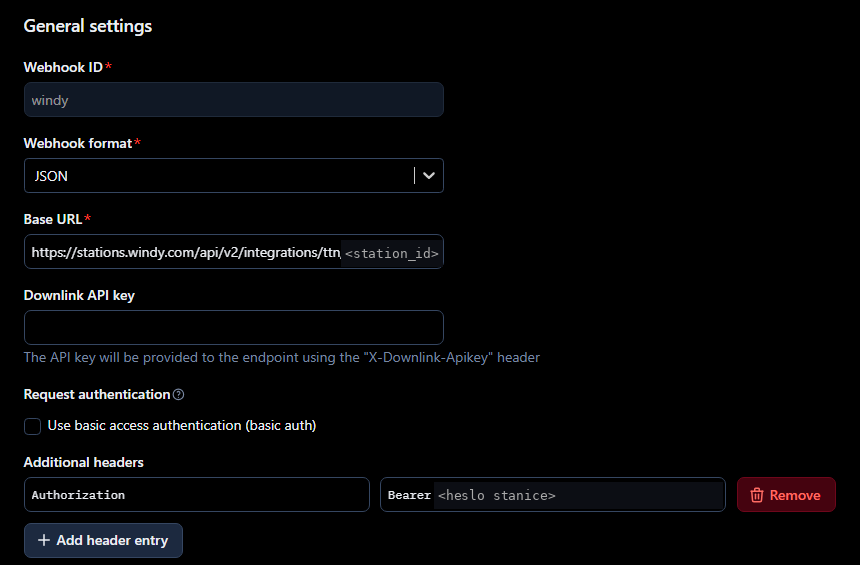 General settings
Webhook ID*
windy
Webhook format*
JSON
Base URL*
https://stations.windy.com/api/v2/integrations/ttn/<station_id>
Downlink API key
The API key will be provided to the endpoint using the "X-Downlink-Apikey" header
Request authentication
Use basic access authentication (basic auth)
Additional headers
Authorization Bearer <heslo stanice> Remove
+ Add header entry